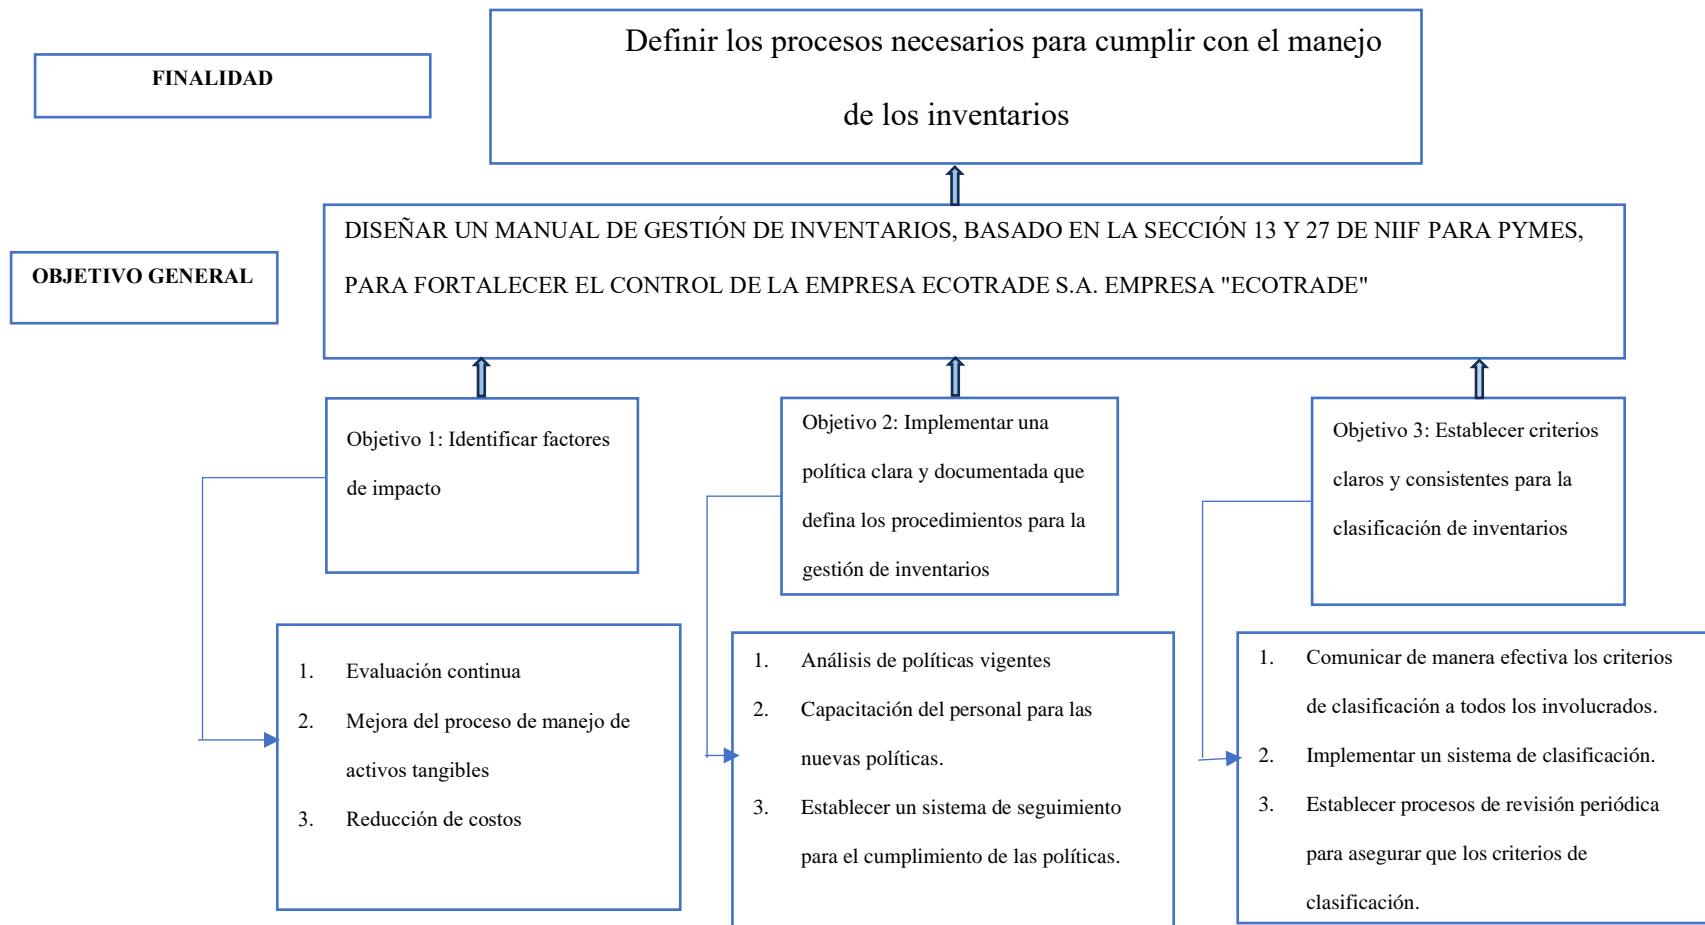 Definir los procesos necesarios para cumplir con el manejo
de los inventarios
FINALIDAD
DISEÑAR UN MANUAL DE GESTIÓN DE INVENTARIOS, BASADO EN LA SECCIÓN 13 Y 27 DE NIIF PARA PYMES,
PARA FORTALECER EL CONTROL DE LA EMPRESA ECOTRADE S.A. EMPRESA "ECOTRADE"
OBJETIVO GENERAL
Objetivo 1: Identificar factores
de impacto
Objetivo 2: Implementar una
política clara y documentada que
defina los procedimientos para la
gestión de inventarios
Objetivo 3: Establecer criterios
claros y consistentes para la
clasificación de inventarios
1. Evaluación continua
2. Mejora del proceso de manejo de
activos tangibles
3. Reducción de costos
1. Análisis de políticas vigentes
2. Capacitación del personal para las
nuevas políticas.
3. Establecer un sistema de seguimiento
para el cumplimiento de las políticas.
1. Comunicar de manera efectiva los criterios
de clasificación a todos los involucrados.
2. Implementar un sistema de clasificación.
3. Establecer procesos de revisión periódica
para asegurar que los criterios de
clasificación.